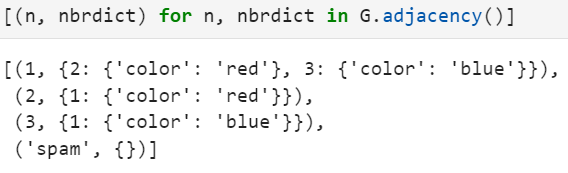 [(n, nbrdict) for n, nbrdict in G.adjacency()]
[(1, {2: {'color': 'red'}, 3: {'color': 'blue'}}),
(2, {1: {'color': 'red'}}),
(3, {1: {'color': 'blue'}}),
('spam', {})]